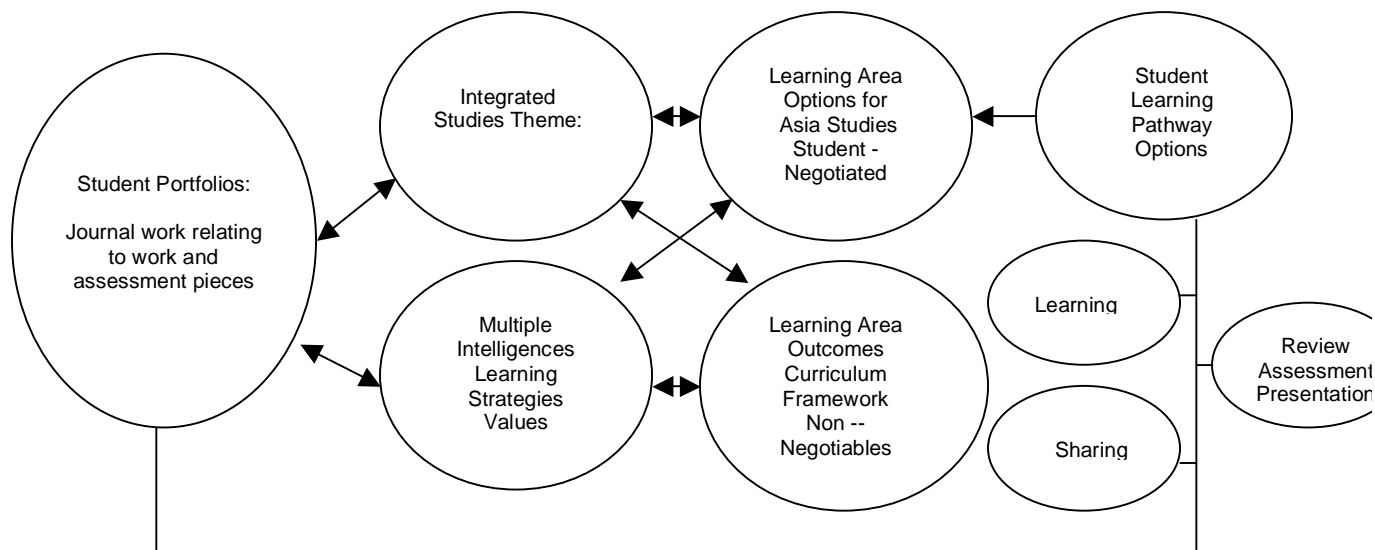 Student Portfolios:
Journal work relating
to work and
assessment pieces
Integrated
Studies Theme:
Multiple
Intelligences
Learning
Strategies
Values
Learning Area
Options for
Asia Studies
Student -
Negotiated
Learning Area
Outcomes
Curriculum
Framework
Non --
Negotiables
Student
Learning
Pathway
Options
Learning
Sharing
Review
Assessment
Presentation